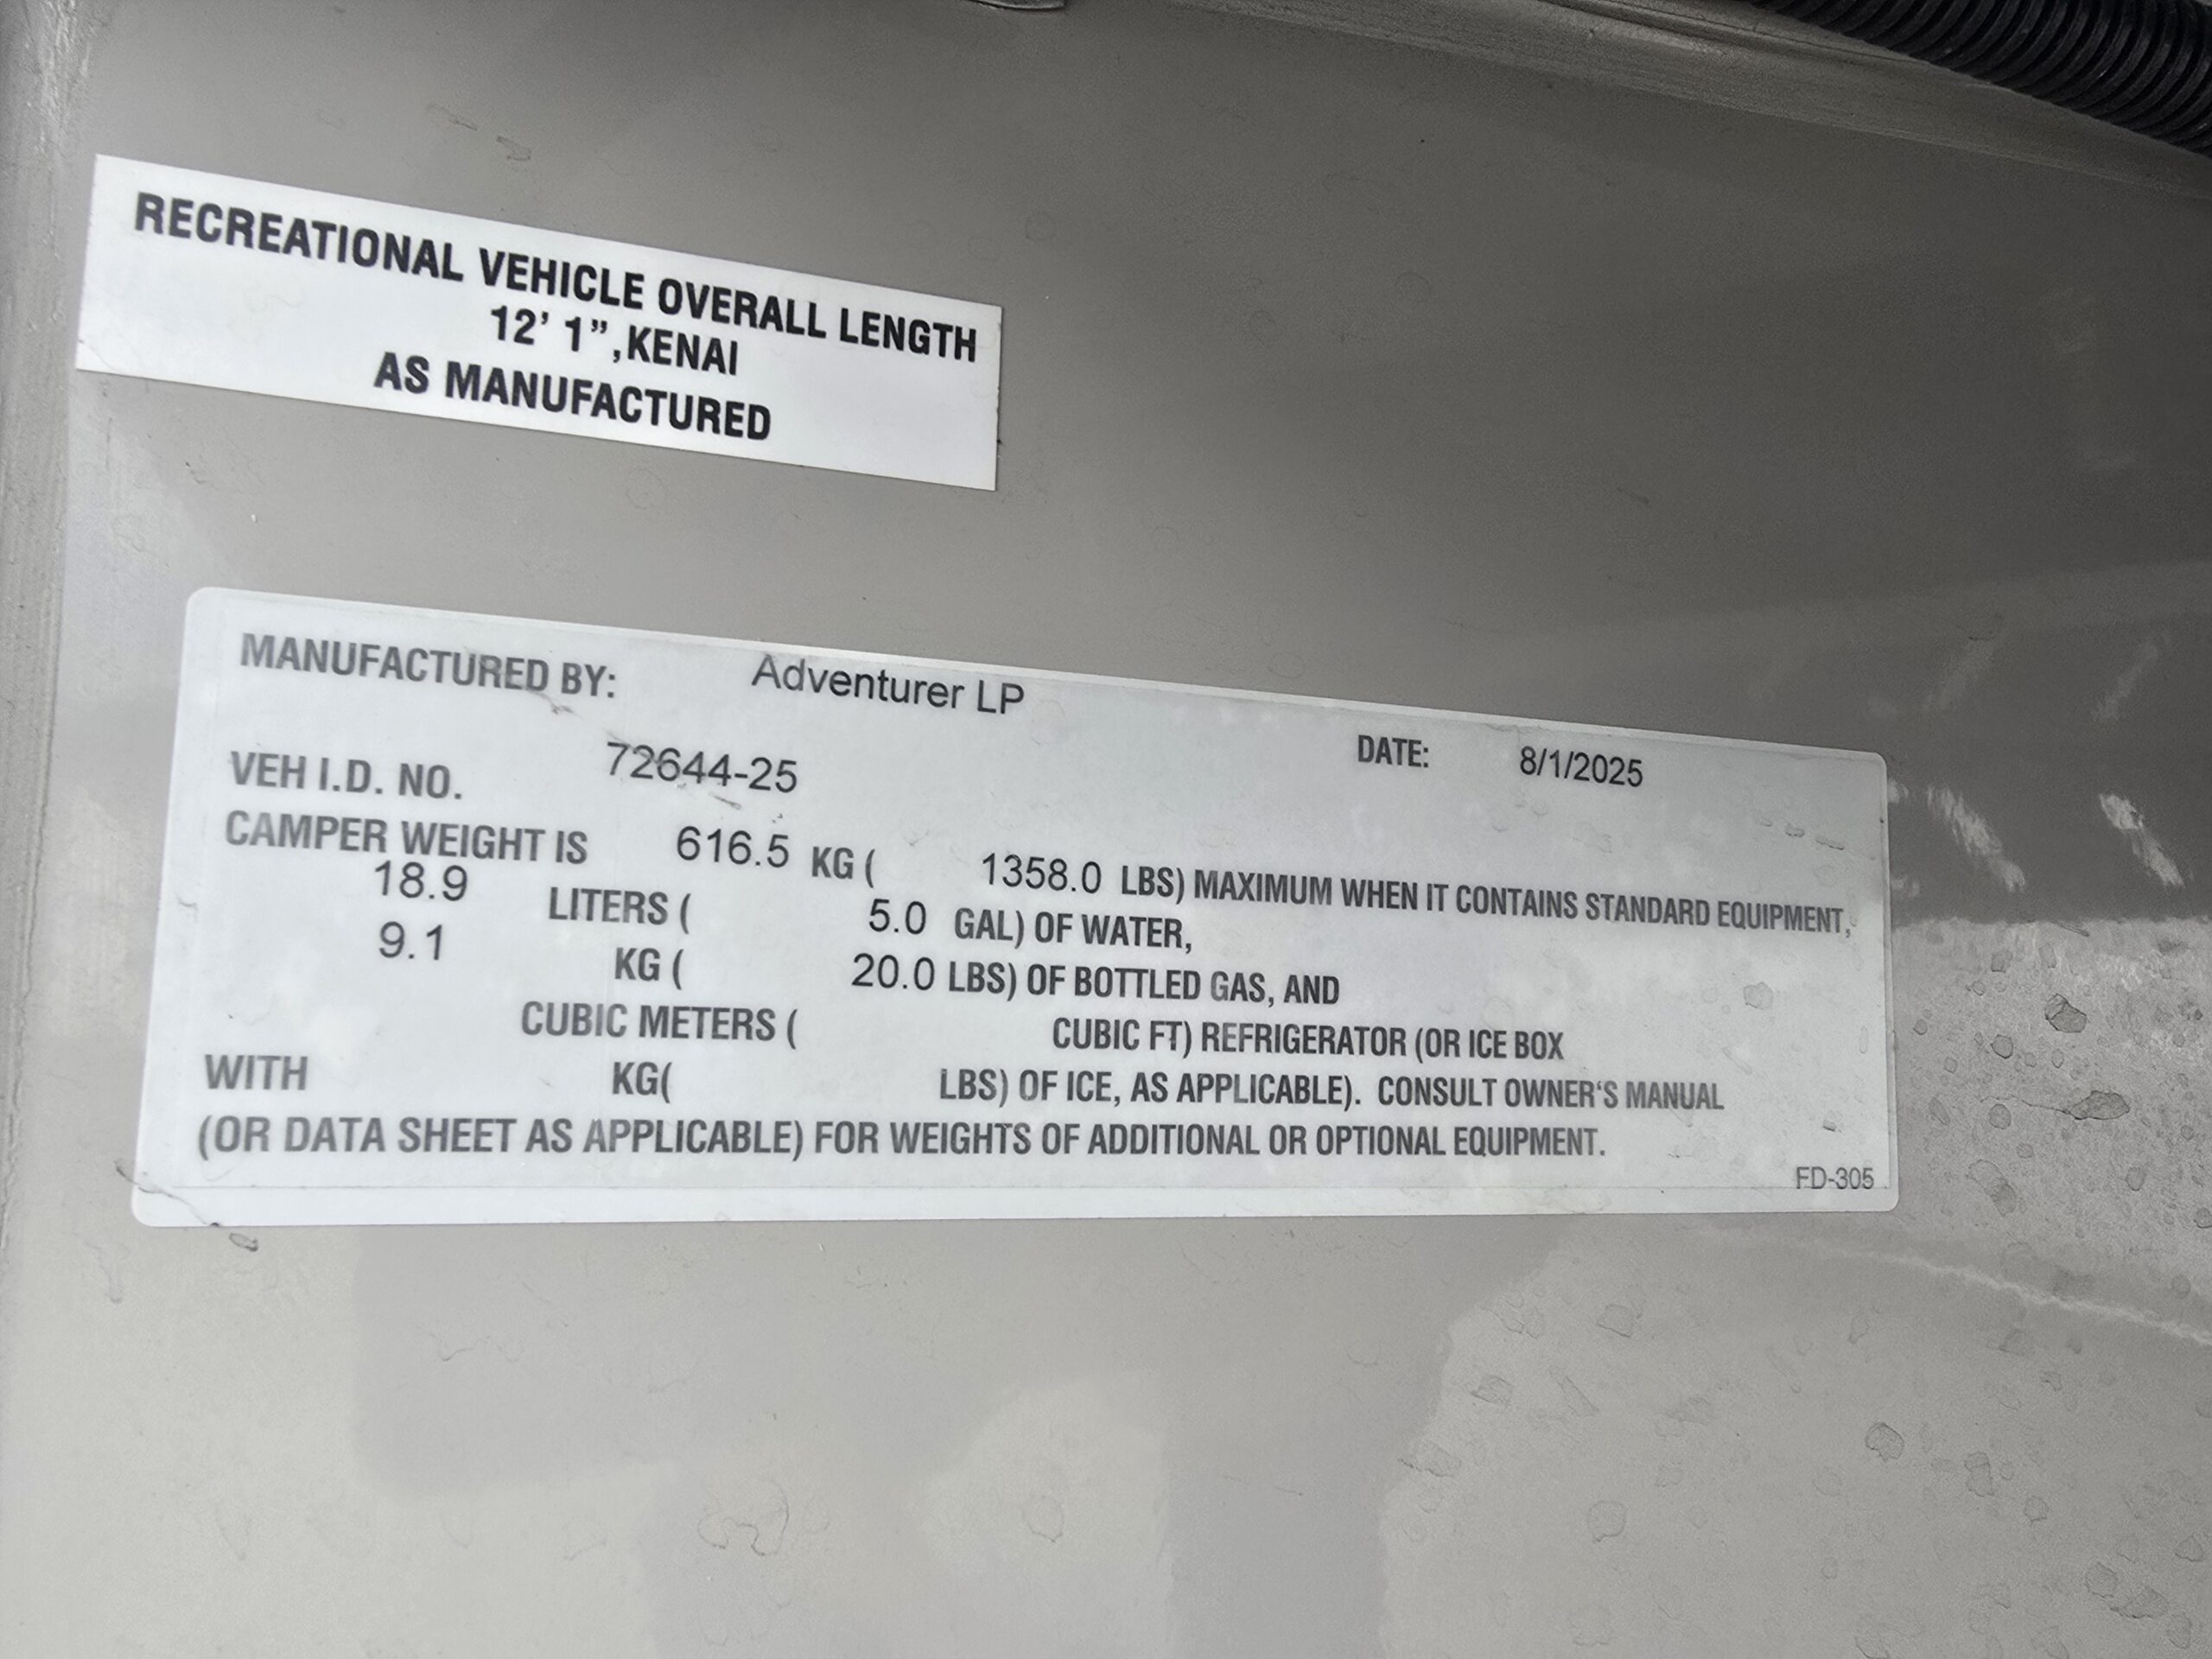 RECREATIONAL VEHICLE OVERALL LENGTH
12' 1”,KENAI
AS MANUFACTURED
MANUFACTURED BY: Adventurer LP
VEH I.D. NO. 72644-25 DATE: 8/1/2025
CAMPER WEIGHT IS 616.5 KG ( 1358.0 LBS) MAXIMUM WHEN IT CONTAINS STANDARD EQUIPMENT,
18.9 LITERS ( 5.0 GAL) OF WATER,
9.1 KG ( 20.0 LBS) OF BOTTLED GAS, AND
CUBIC METERS ( CUBIC FT) REFRIGERATOR (OR ICE BOX
WITH KG( LBS) OF ICE, AS APPLICABLE). CONSULT OWNER'S MANUAL
(OR DATA SHEET AS APPLICABLE) FOR WEIGHTS OF ADDITIONAL OR OPTIONAL EQUIPMENT.
FD-305